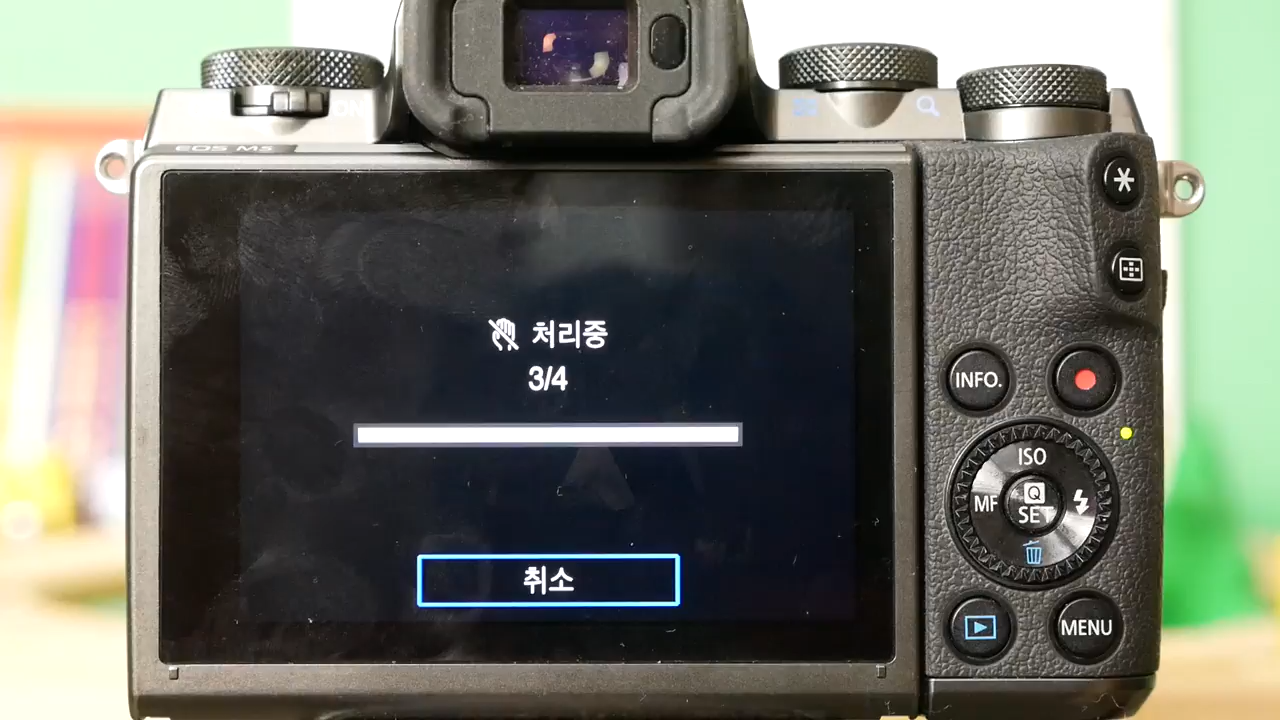 EOS M5
처리중
3/4
취소
INFO.
ISO
MF
Q
SET
MENU